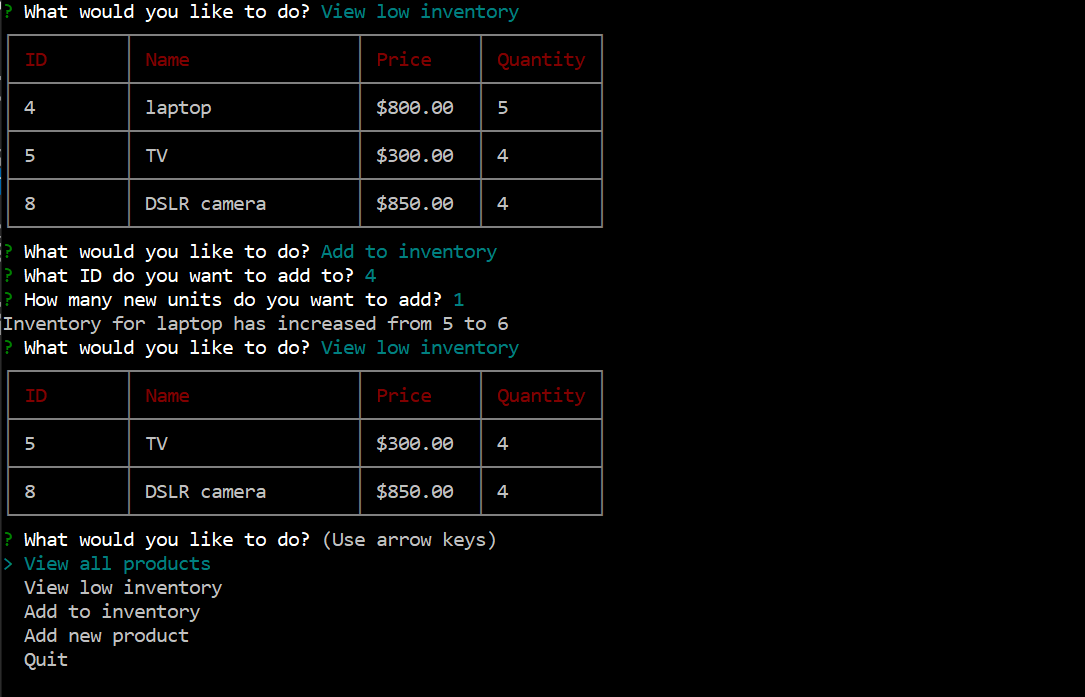 ? What would you like to do? View low inventory
ID Name Price Quantity
4 laptop $800.00 5
5 TV $300.00 4
8 DSLR camera $850.00 4
? What would you like to do? Add to inventory
? What ID do you want to add to? 4
? How many new units do you want to add? 1
Inventory for laptop has increased from 5 to 6
? What would you like to do? View low inventory
ID Name Price Quantity
5 TV $300.00 4
8 DSLR camera $850.00 4
? What would you like to do? (Use arrow keys)
> View all products
View low inventory
Add to inventory
Add new product
Quit